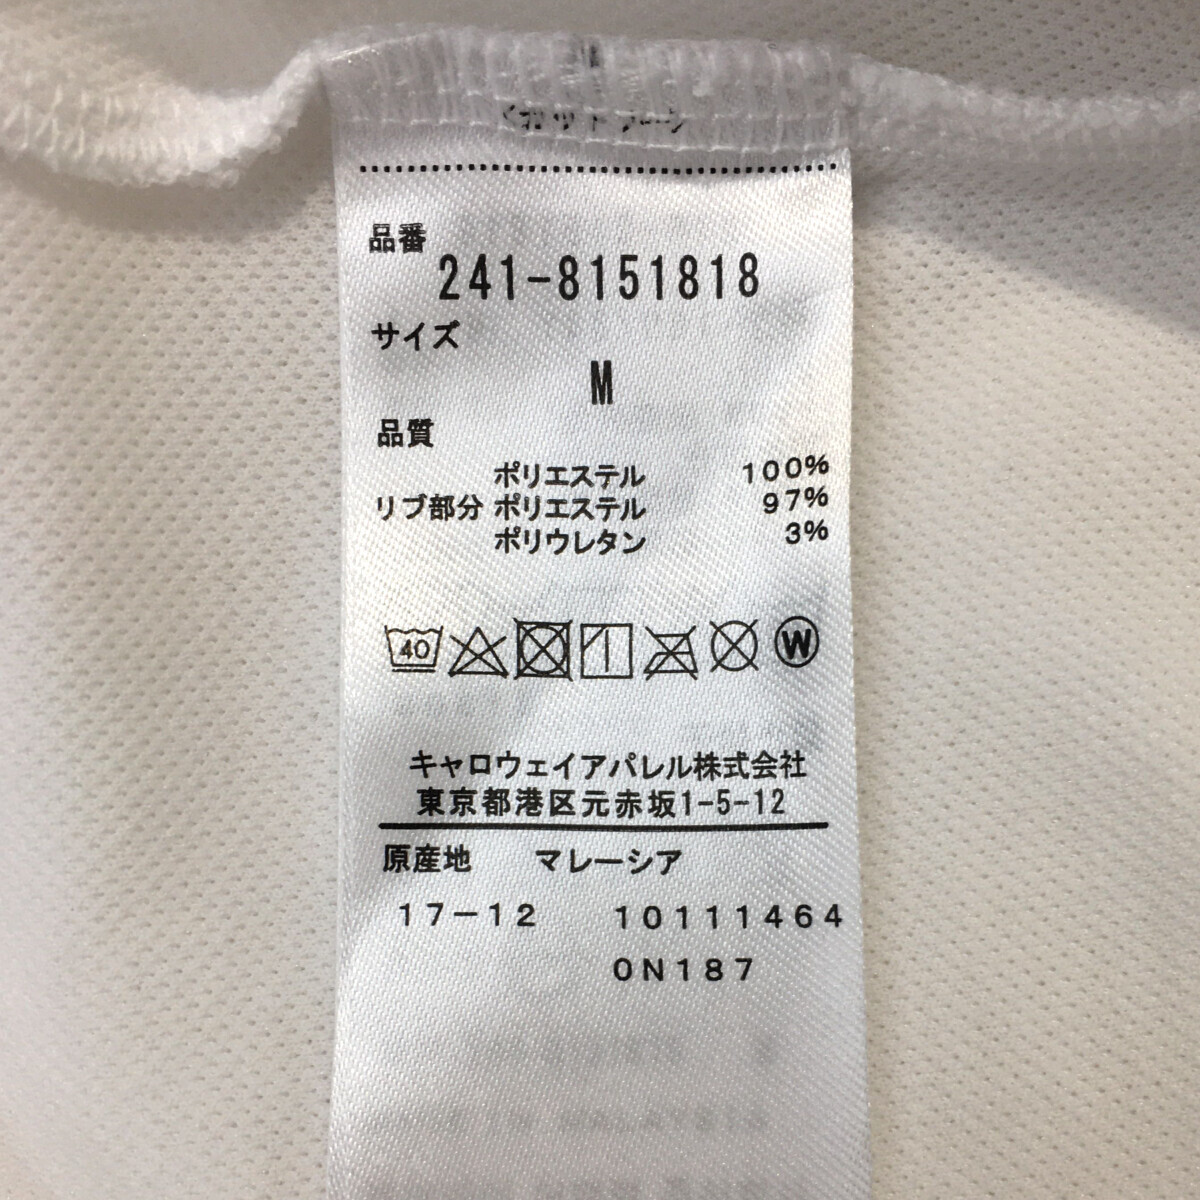 品番
241-8151818
サイズ
M
品質
ポリエステル 100%
リブ部分 ポリエステル 97%
ポリウレタン 3%
40 W
キャロウェイアパレル株式会社
東京都港区元赤坂1-5-12
原産地 マレーシア
17-12 10111464
0N187